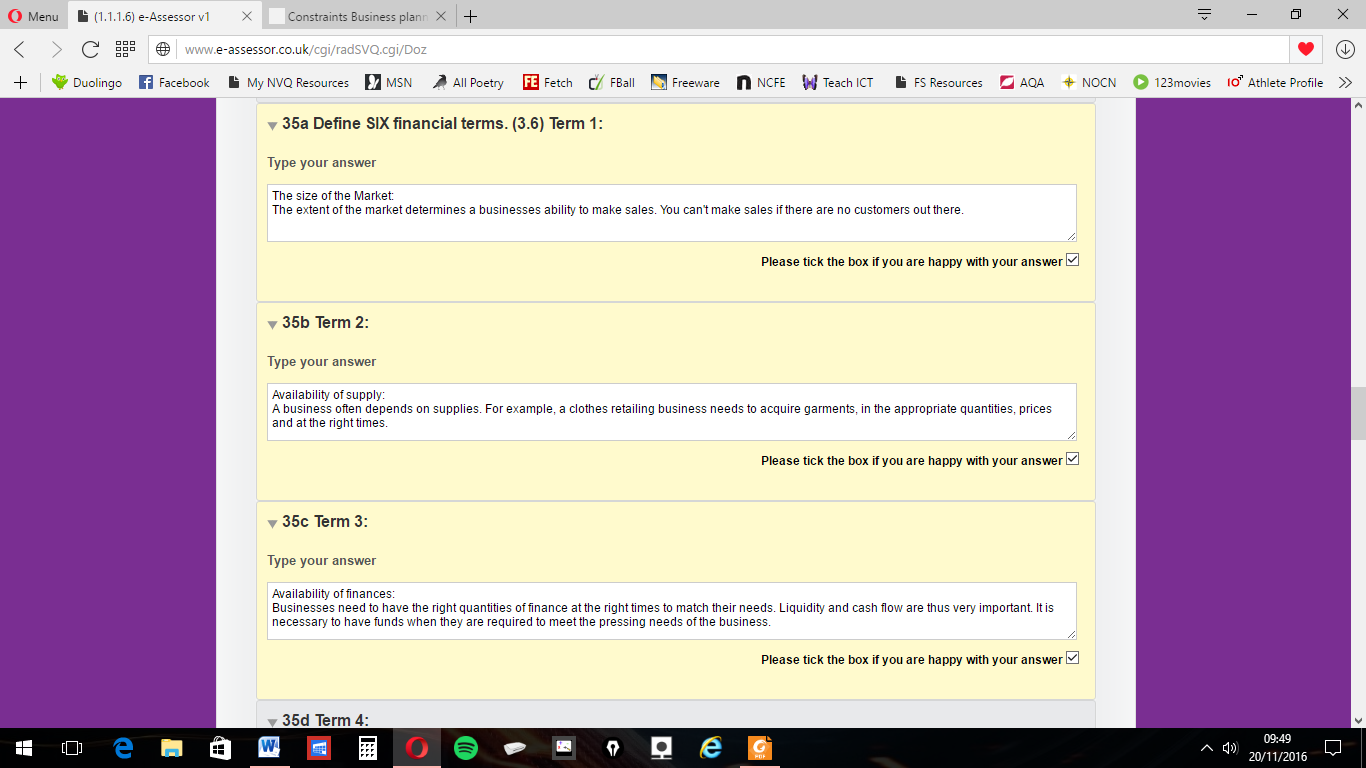 Menu
(1.1.1.6) e-Assessor v1
Constraints Business plann
www.e-assessor.co.uk/cgi/radSVQ.cgi/Doz
Duolingo Facebook My NVQ Resources MSN All Poetry Fetch FBall Freeware NCFE Teach ICT FS Resources AQA NOCN 123movies Athlete Profile
35a Define SIX financial terms. (3.6) Term 1:
Type your answer
The size of the Market:
The extent of the market determines a businesses ability to make sales. You can't make sales if there are no customers out there.
Please tick the box if you are happy with your answer
35b Term 2:
Type your answer
Availability of supply:
A business often depends on supplies. For example, a clothes retailing business needs to acquire garments, in the appropriate quantities, prices
and at the right times.
Please tick the box if you are happy with your answer
35c Term 3:
Type your answer
Availability of finances:
Businesses need to have the right quantities of finance at the right times to match their needs. Liquidity and cash flow are thus very important. It is
necessary to have funds when they are required to meet the pressing needs of the business.
Please tick the box if you are happy with your answer
35d Term 4:
09:49
20/11/2016